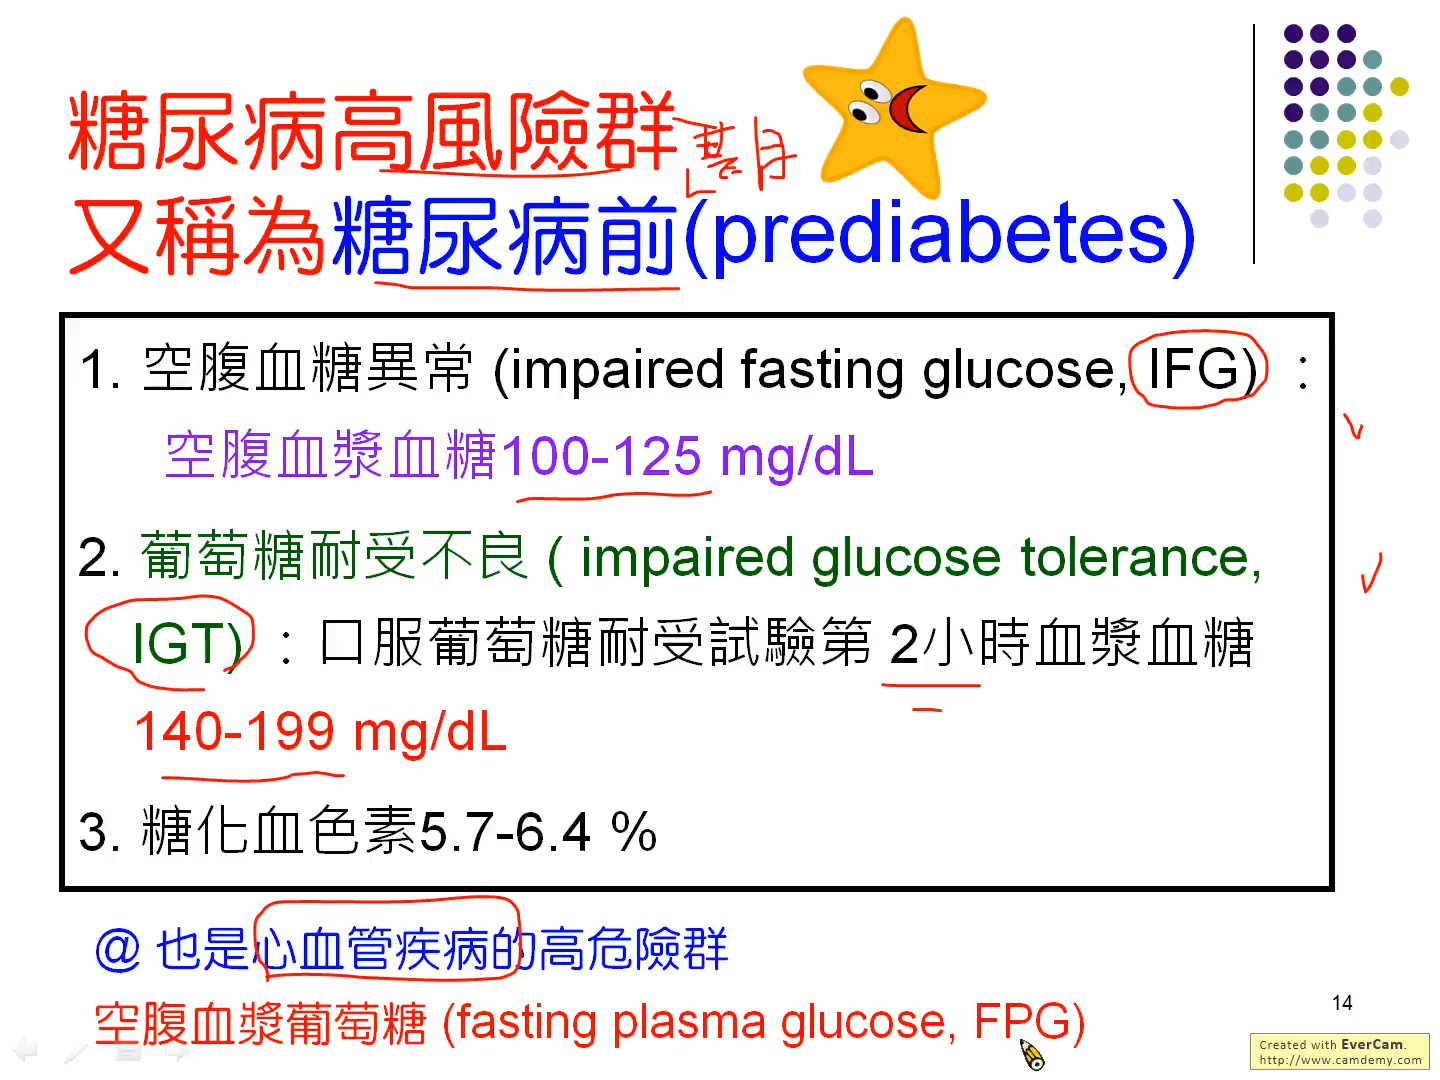 糖尿病高風險群
又稱為糖尿病前(prediabetes)
期
1. 空腹血糖異常 (impaired fasting glucose, IFG) :
空腹血漿血糖100-125 mg/dL
2. 葡萄糖耐受不良 ( impaired glucose tolerance,
IGT) : 口服葡萄糖耐受試驗第 2小時血漿血糖
140-199 mg/dL
3. 糖化血色素5.7-6.4 %
@ 也是心血管疾病的高危險群
空腹血漿葡萄糖 (fasting plasma glucose, FPG)
14
Created with EverCam.
http://www.camdemy.com